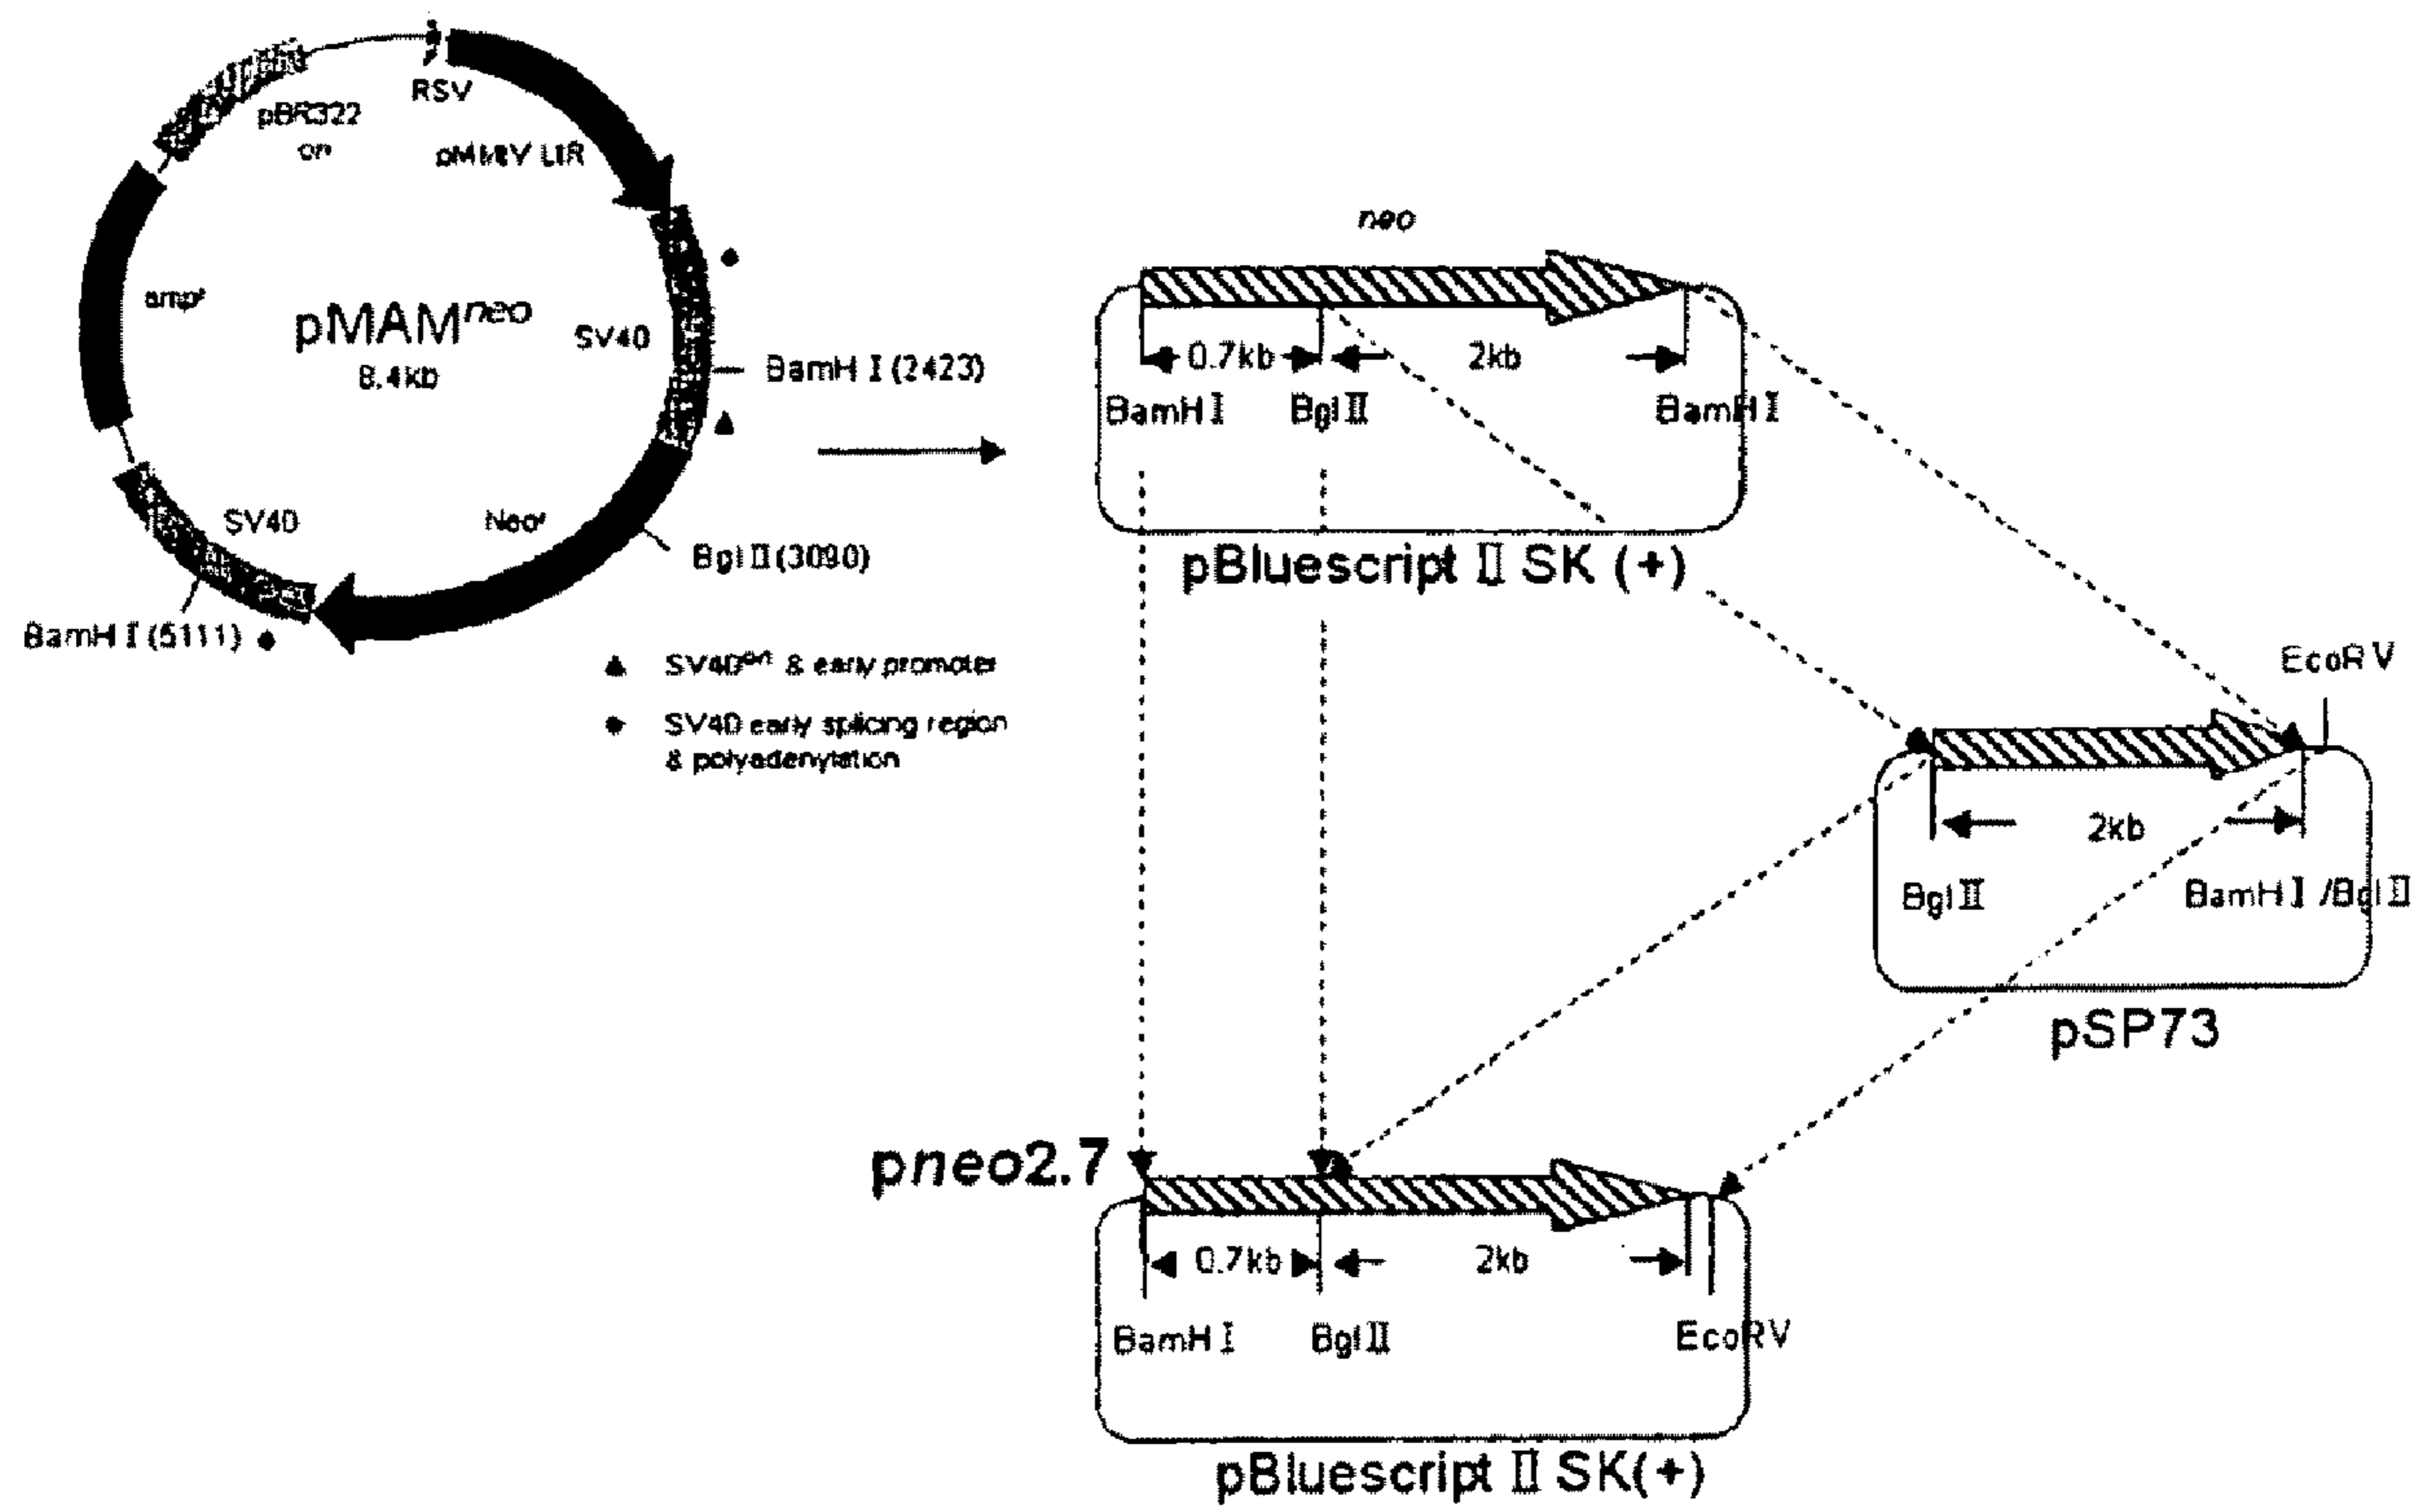 RSV
pBR322
ori
pMMTV LTR
ampʳ
pMAMⁿᵉᵒ
8.4kb
SV40
BamH I (2423)
SV40
Neoʳ
Bgl II (3090)
BamH I (5111)
▲ SV40ᵒʳⁱ & early promoter
● SV40 early splicing region
& polyadenylation
neo
0.7kb
2kb
BamH I
Bgl II
BamH I
pBluescript II SK (+)
EcoR V
2kb
Bgl II
BamH I /Bgl II
pSP73
pneo2.7
0.7kb
2kb
BamH I
Bgl II
EcoRV
pBluescript II SK(+)